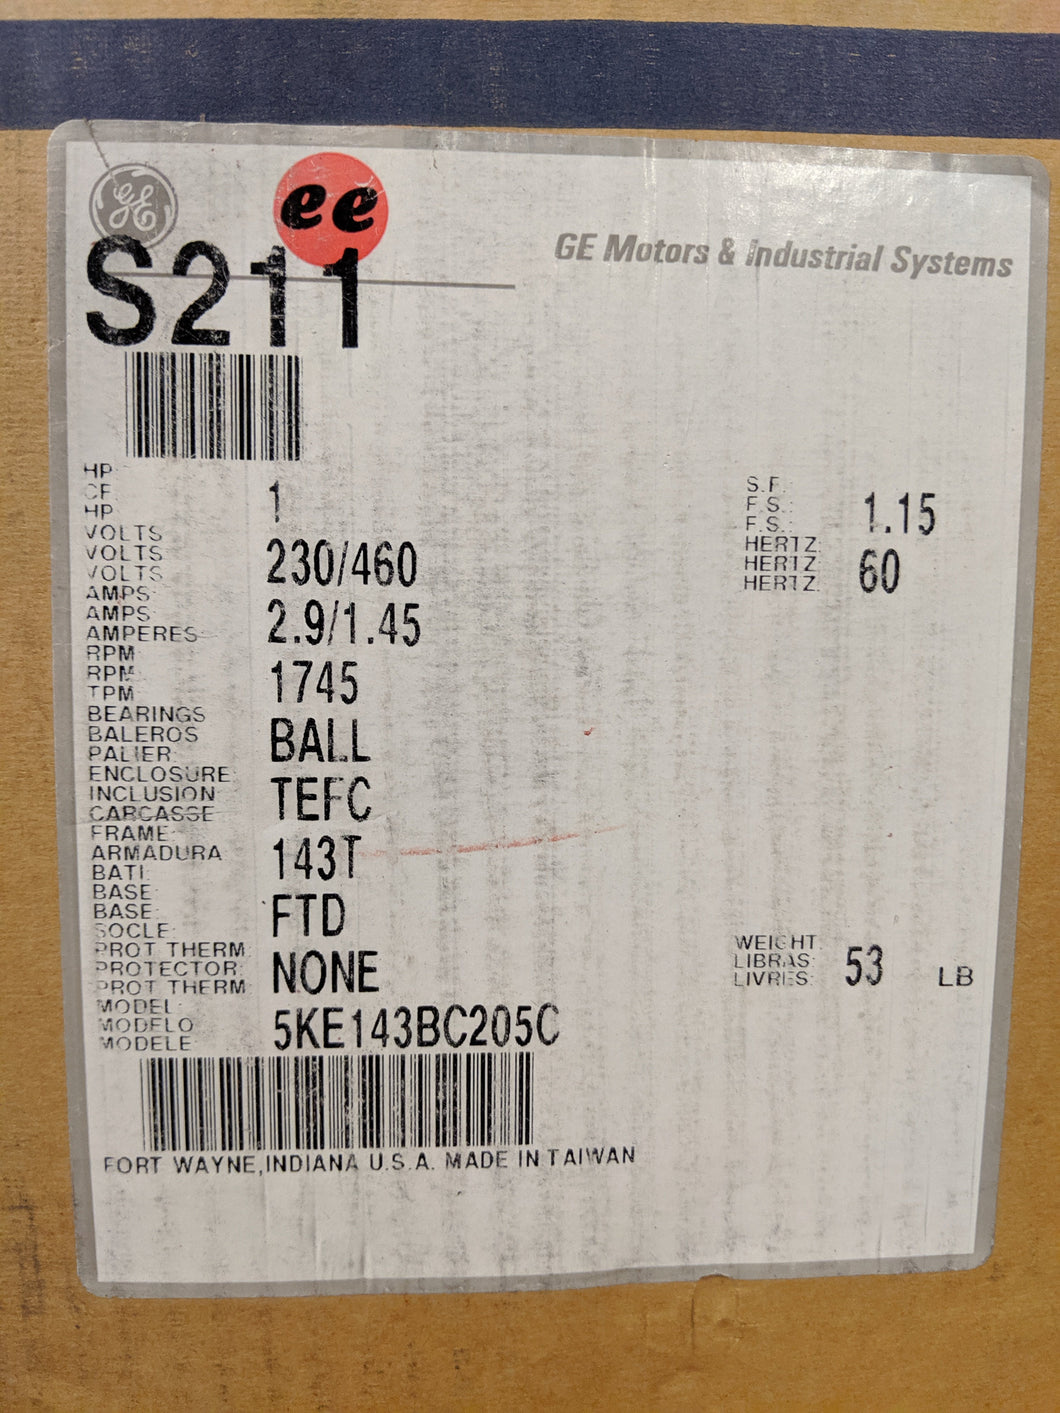 GE
ee
GE Motors & Industrial Systems
S211
HP
CF
HP
1
S.F.
F.S.
F.S.
1.15
VOLTS
VOLTS
VOLTS
230/460
HERTZ
HERTZ
HERTZ
60
AMPS
AMPS
AMPERES
2.9/1.45
RPM
RPM
TPM
1745
BEARINGS
BALEROS
PALIER
BALL
ENCLOSURE
INCLUSION
CARCASSE
TEFC
FRAME
ARMADURA
BATI
143T
BASE
BASE
SOCLE
FTD
PROT THERM
PROTECTOR
PROT THERM
NONE
WEIGHT:
LIBRAS:
LIVRES:
53 LB
MODEL
MODELO
MODELE
5KE143BC205C
FORT WAYNE, INDIANA U.S.A. MADE IN TAIWAN